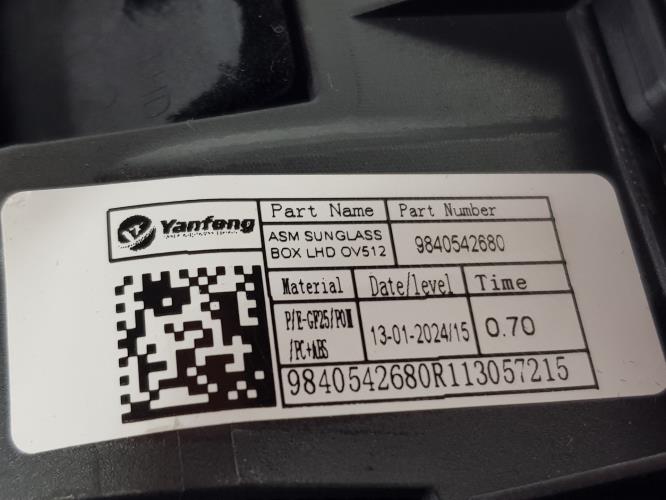 Yanfeng
Part Name Part Number
ASM SUNGLASS
BOX LHD OV512
9840542680
Material Date/level Time
P/E-GF25/POM
/PC+ABS
13-01-2024/15
0.70
9840542680R113057215